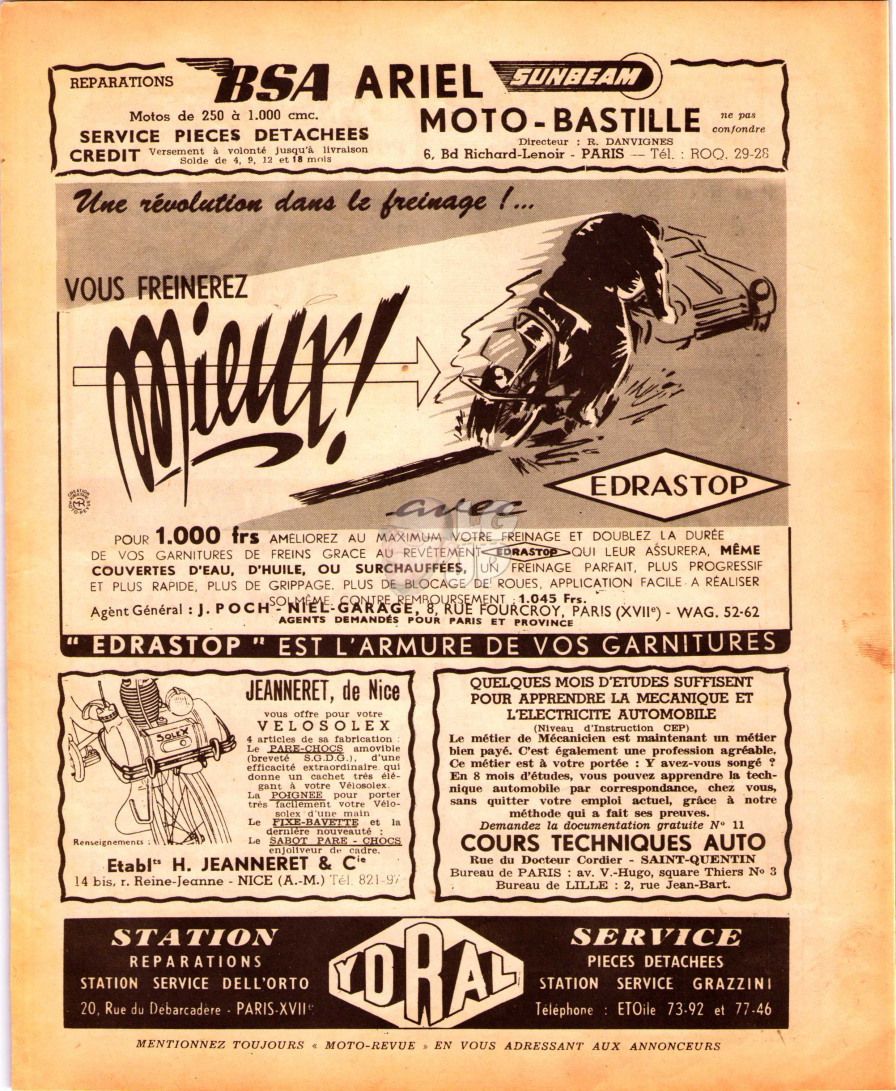 REPARATIONS BSA ARIEL SUNBEAM
Motos de 250 à 1.000 cmc.
SERVICE PIECES DETACHEES
CREDIT Versement à volonté jusqu'à livraison
Solde de 4, 9, 12 et 18 mois
MOTO-BASTILLE ne pas confondre
Directeur : R. DANVIGNES
6, Bd Richard-Lenoir - PARIS — Tél. : ROQ. 29-28
Une révolution dans le freinage !...
VOUS FREINEREZ
Mieux!
avec
EDRASTOP
POUR 1.000 frs AMÉLIOREZ AU MAXIMUM VOTRE FREINAGE ET DOUBLEZ LA DURÉE
DE VOS GARNITURES DE FREINS GRACE AU REVÊTEMENT EDRASTOP QUI LEUR ASSURERA, MÊME
COUVERTES D'EAU, D'HUILE, OU SURCHAUFFÉES, UN FREINAGE PARFAIT, PLUS PROGRESSIF
ET PLUS RAPIDE, PLUS DE GRIPPAGE. PLUS DE BLOCAGE DE ROUES, APPLICATION FACILE A RÉALISER
SOI-MÊME. CONTRE REMBOURSEMENT : 1.045 Frs.
Agent Général : J. POCH - NIEL-GARAGE, 8, RUE FOURCROY, PARIS (XVIIe) - WAG. 52-62
AGENTS DEMANDÉS POUR PARIS ET PROVINCE
" EDRASTOP " EST L'ARMURE DE VOS GARNITURES
SOLEX
JEANNERET, de Nice
vous offre pour votre
VELOSOLEX
4 articles de sa fabrication :
Le PARE-CHOCS amovible
(breveté S.G.D.G.), d'une
efficacité extraordinaire qui
donne un cachet très élé-
gant à votre Vélosolex.
La POIGNEE pour porter
très facilement votre Vélo-
solex d'une main
Le FIXE-BAVETTE et la
dernière nouveauté :
Le SABOT PARE - CHOCS
enjoliveur de cadre.
Renseignements :
Etablts H. JEANNERET & Cie
14 bis, r. Reine-Jeanne - NICE (A.-M.) Tél. 821-97
QUELQUES MOIS D'ETUDES SUFFISENT
POUR APPRENDRE LA MECANIQUE ET
L'ELECTRICITE AUTOMOBILE
(Niveau d'Instruction CEP)
Le métier de Mécanicien est maintenant un métier
bien payé. C'est également une profession agréable.
Ce métier est à votre portée : Y avez-vous songé ?
En 8 mois d'études, vous pouvez apprendre la tech-
nique automobile par correspondance, chez vous,
sans quitter votre emploi actuel, grâce à notre
méthode qui a fait ses preuves.
Demandez la documentation gratuite No 11
COURS TECHNIQUES AUTO
Rue du Docteur Cordier - SAINT-QUENTIN
Bureau de PARIS : av. V.-Hugo, square Thiers No 3
Bureau de LILLE : 2, rue Jean-Bart.
STATION
REPARATIONS
STATION SERVICE DELL'ORTO
20, Rue du Débarcadère - PARIS-XVIIe
YDRAL
SERVICE
PIECES DETACHEES
STATION SERVICE GRAZZINI
Téléphone : ETOile 73-92 et 77-46
MENTIONNEZ TOUJOURS « MOTO-REVUE » EN VOUS ADRESSANT AUX ANNONCEURS